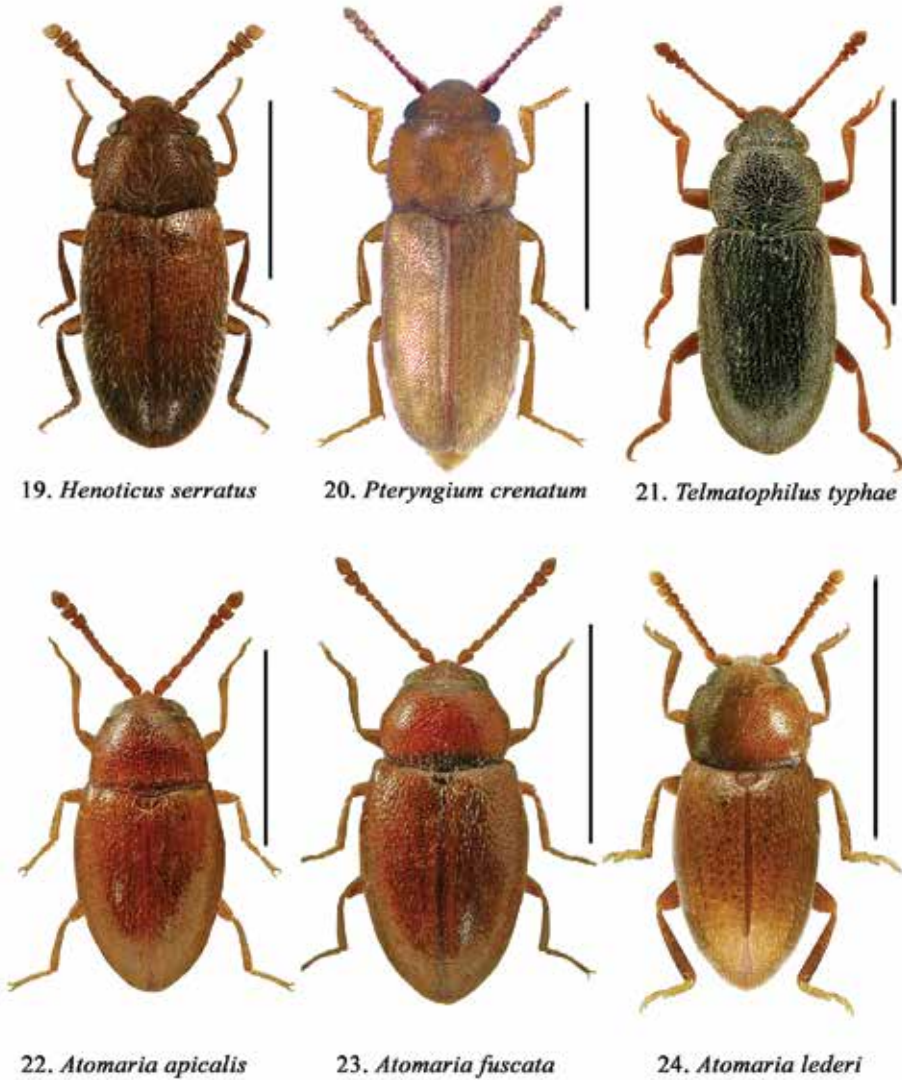 19. Henoticus serratus 20. Pteryngium crenatum 21. Telmatophilus typhae
22. Atomaria apicalis 23. Atomaria fuscata 24. Atomaria lederi